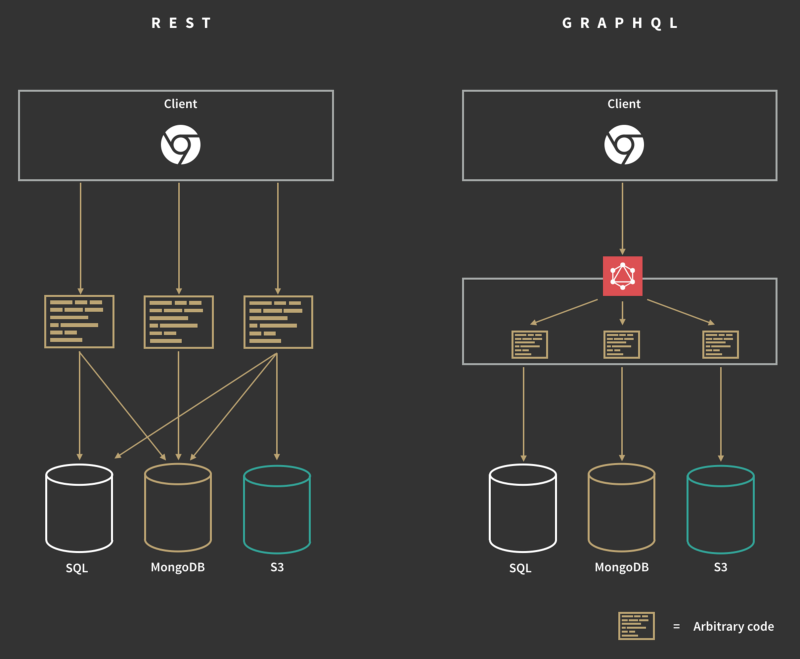 REST
GRAPHQL
Client
Client
SQL
MongoDB
S3
SQL
MongoDB
S3
= Arbitrary code